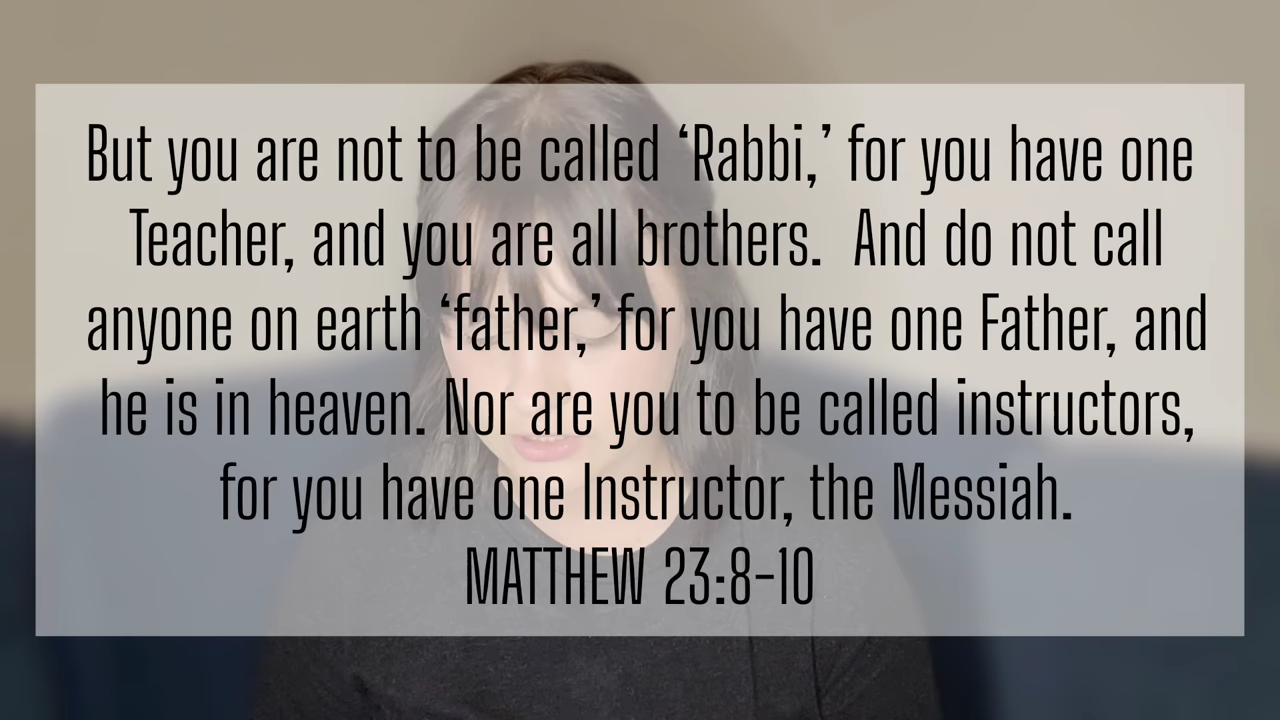 But you are not to be called ‘Rabbi,’ for you have one
Teacher, and you are all brothers.  And do not call
anyone on earth ‘father,’ for you have one Father, and
he is in heaven. Nor are you to be called instructors,
for you have one Instructor, the Messiah.
MATTHEW 23:8-10